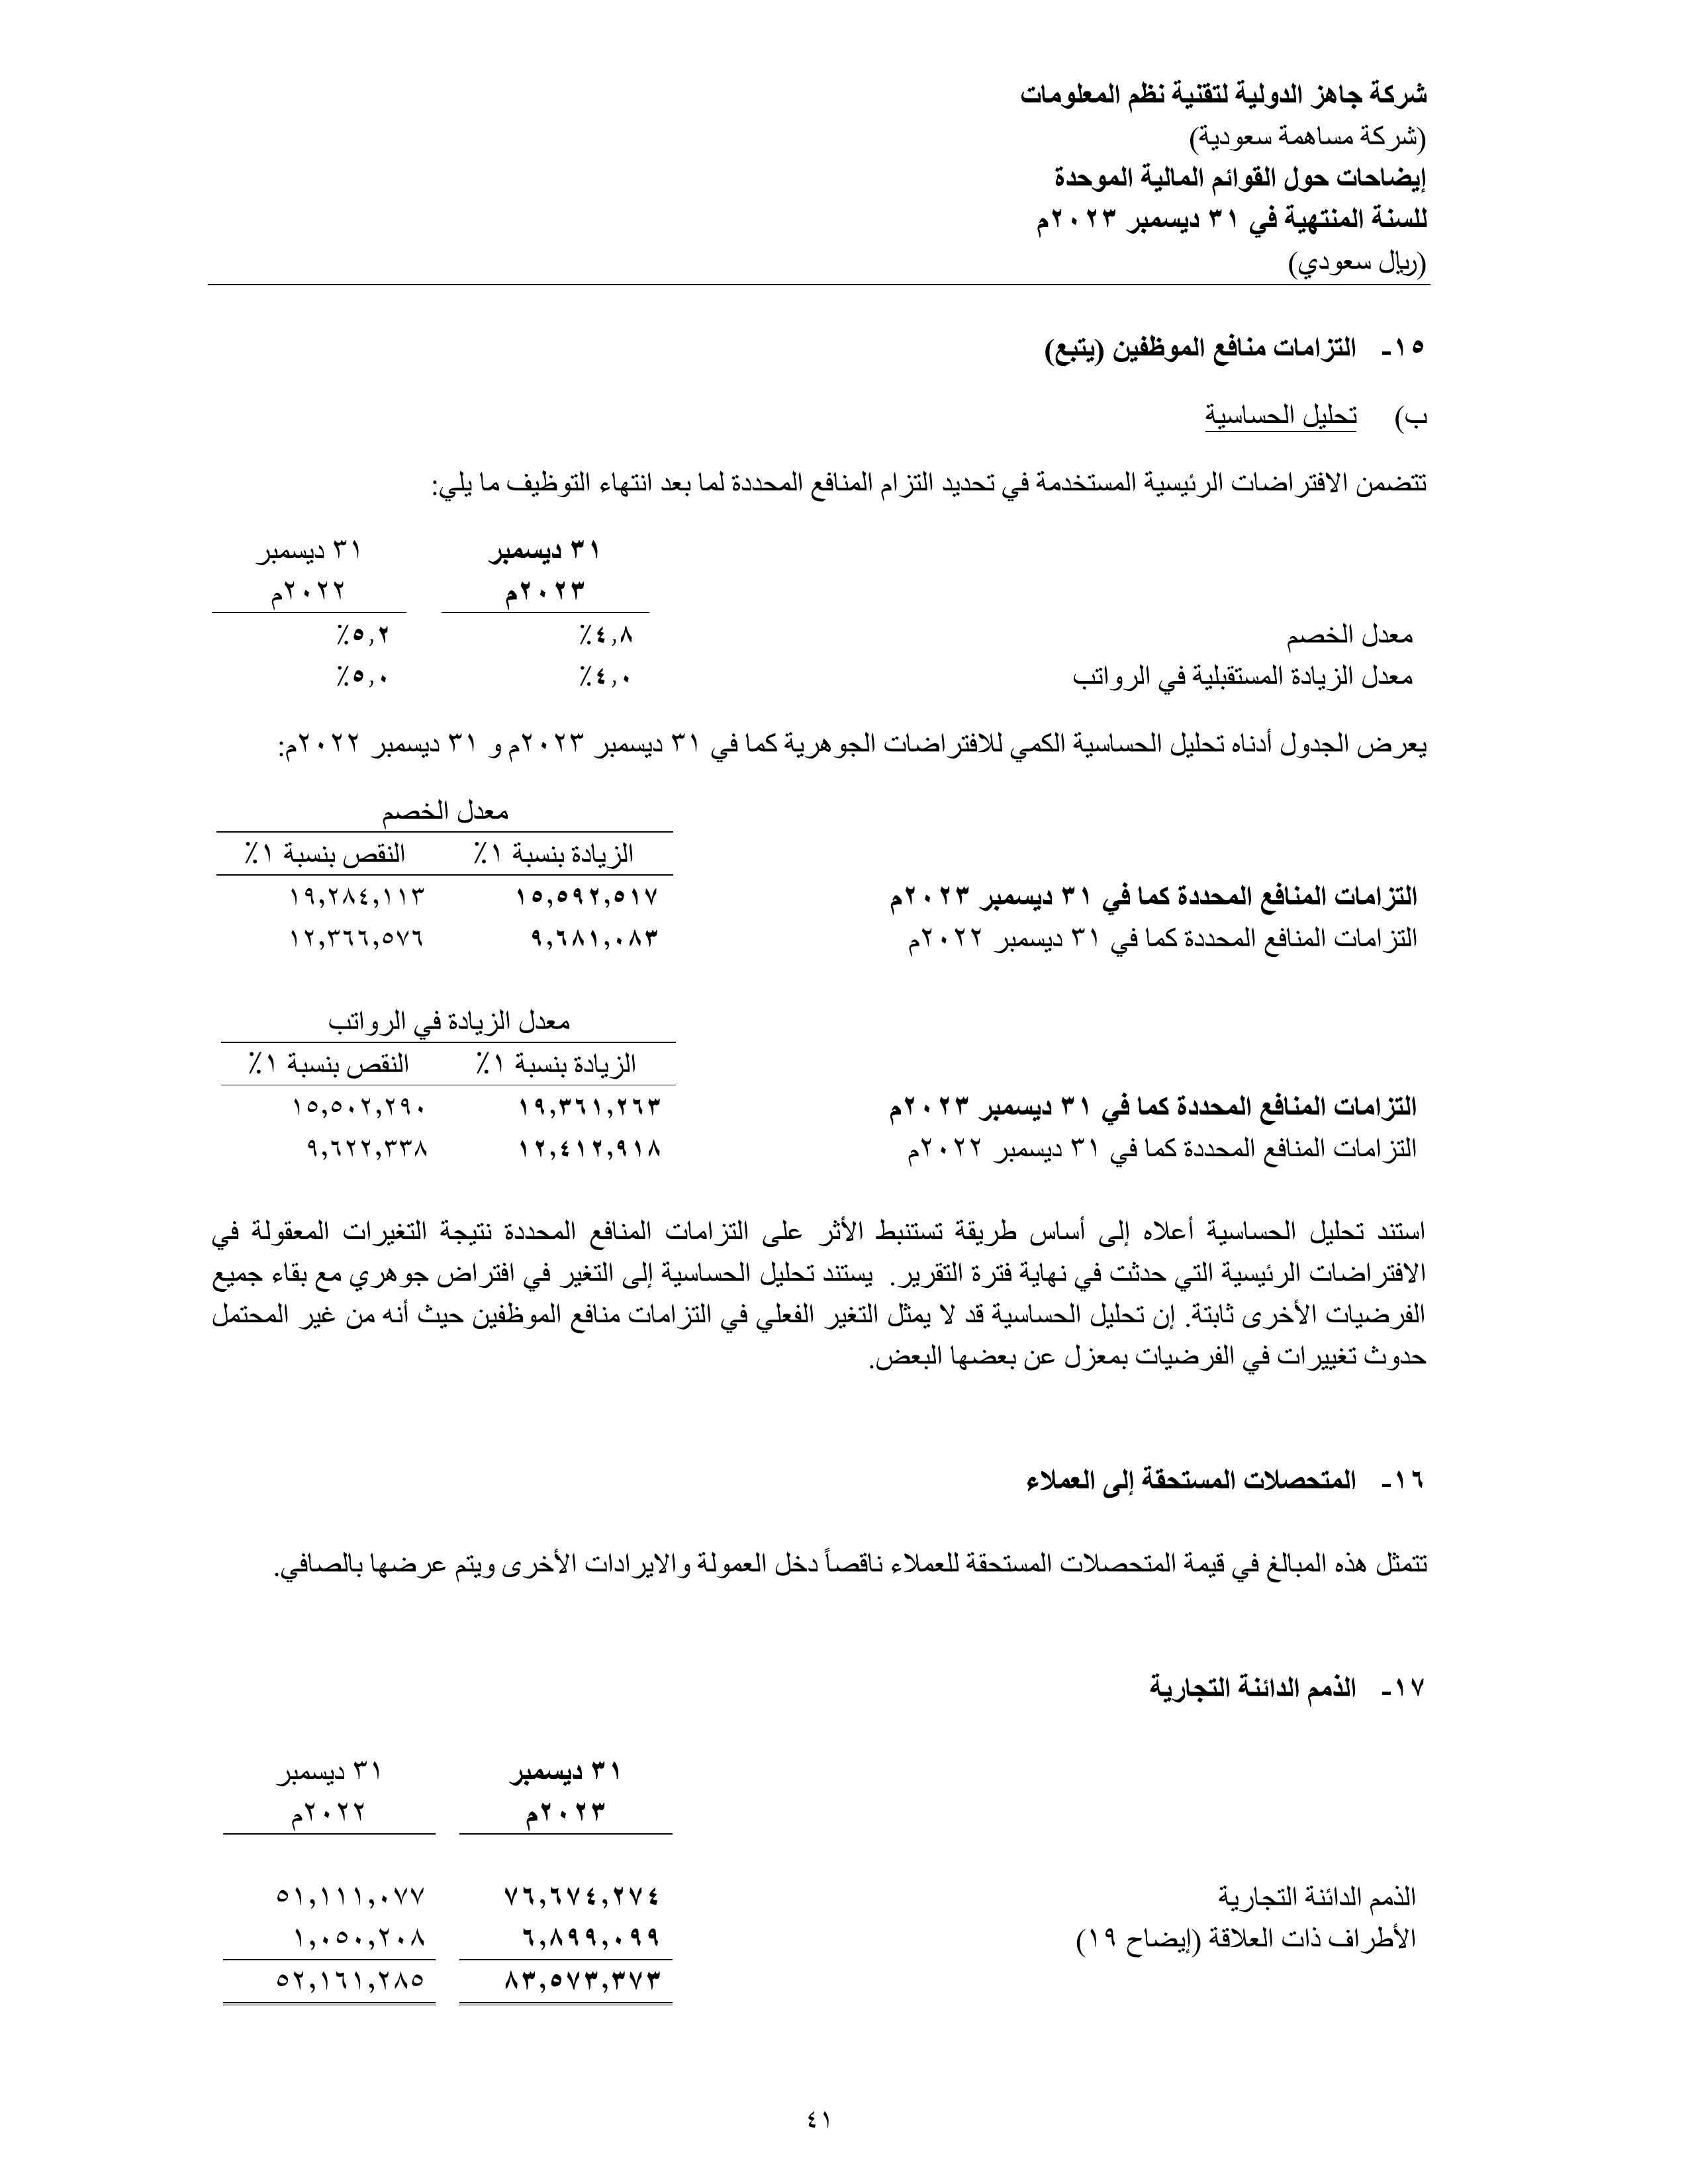 شركة جاهز الدولية لتقنية نظم المعلومات
(شركة مساهمة سعودية)
إيضاحات حول القوائم المالية الموحدة
للسنة المنتهية في ٣١ ديسمبر ٢٠٢٣م
(ريال سعودي)
١٥- التزامات منافع الموظفين (يتبع)
ب) تحليل الحساسية
تتضمن الافتراضات الرئيسية المستخدمة في تحديد التزام المنافع المحددة لما بعد انتهاء التوظيف ما يلي:
٣١ ديسمبر ٣١ ديسمبر
٢٠٢٣م ٢٠٢٢م
معدل الخصم ٤,٨٪ ٥,٢٪
معدل الزيادة المستقبلية في الرواتب ٤,٠٪ ٥,٠٪
يعرض الجدول أدناه تحليل الحساسية الكمي للافتراضات الجوهرية كما في ٣١ ديسمبر ٢٠٢٣م و ٣١ ديسمبر ٢٠٢٢م:
معدل الخصم
الزيادة بنسبة ١٪ النقص بنسبة ١٪
التزامات المنافع المحددة كما في ٣١ ديسمبر ٢٠٢٣م ١٥,٥٩٢,٥١٧ ١٩,٢٨٤,١١٣
التزامات المنافع المحددة كما في ٣١ ديسمبر ٢٠٢٢م ٩,٦٨١,٠٨٣ ١٢,٣٦٦,٥٧٦
معدل الزيادة في الرواتب
الزيادة بنسبة ١٪ النقص بنسبة ١٪
التزامات المنافع المحددة كما في ٣١ ديسمبر ٢٠٢٣م ١٩,٣٦١,٢٦٣ ١٥,٥٠٢,٢٩٠
التزامات المنافع المحددة كما في ٣١ ديسمبر ٢٠٢٢م ١٢,٤١٢,٩١٨ ٩,٦٢٢,٣٣٨
استند تحليل الحساسية أعلاه إلى أساس طريقة تستنبط الأثر على التزامات المنافع المحددة نتيجة التغيرات المعقولة في
الافتراضات الرئيسية التي حدثت في نهاية فترة التقرير. يستند تحليل الحساسية إلى التغير في افتراض جوهري مع بقاء جميع
الفرضيات الأخرى ثابتة. إن تحليل الحساسية قد لا يمثل التغير الفعلي في التزامات منافع الموظفين حيث أنه من غير المحتمل
حدوث تغييرات في الفرضيات بمعزل عن بعضها البعض.
١٦- المتحصلات المستحقة إلى العملاء
تتمثل هذه المبالغ في قيمة المتحصلات المستحقة للعملاء ناقصاً دخل العمولة والايرادات الأخرى ويتم عرضها بالصافي.
١٧- الذمم الدائنة التجارية
٣١ ديسمبر ٣١ ديسمبر
٢٠٢٣م ٢٠٢٢م
الذمم الدائنة التجارية ٧٦,٦٧٤,٢٧٤ ٥١,١١١,٠٧٧
الأطراف ذات العلاقة (إيضاح ١٩) ٦,٨٩٩,٠٩٩ ١,٠٥٠,٢٠٨
٨٣,٥٧٣,٣٧٣ ٥٢,١٦١,٢٨٥
٤١